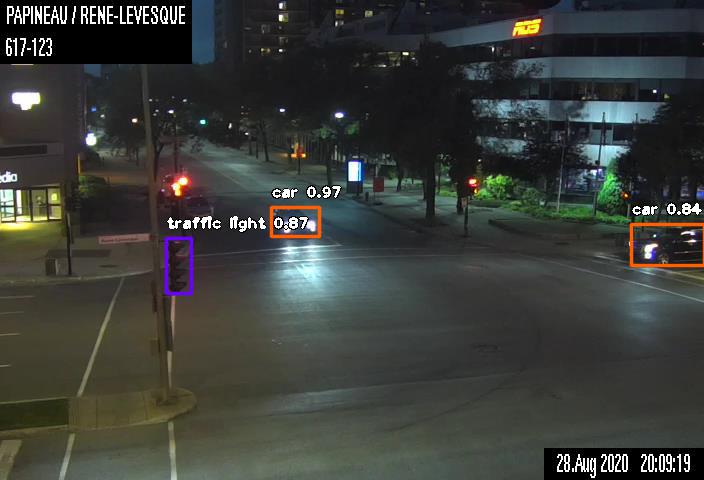 PAPINEAU / RENE-LEVESQUE
617-123
car 0.97
car 0.84
traffic light 0.87
28.Aug 2020 20:09:19